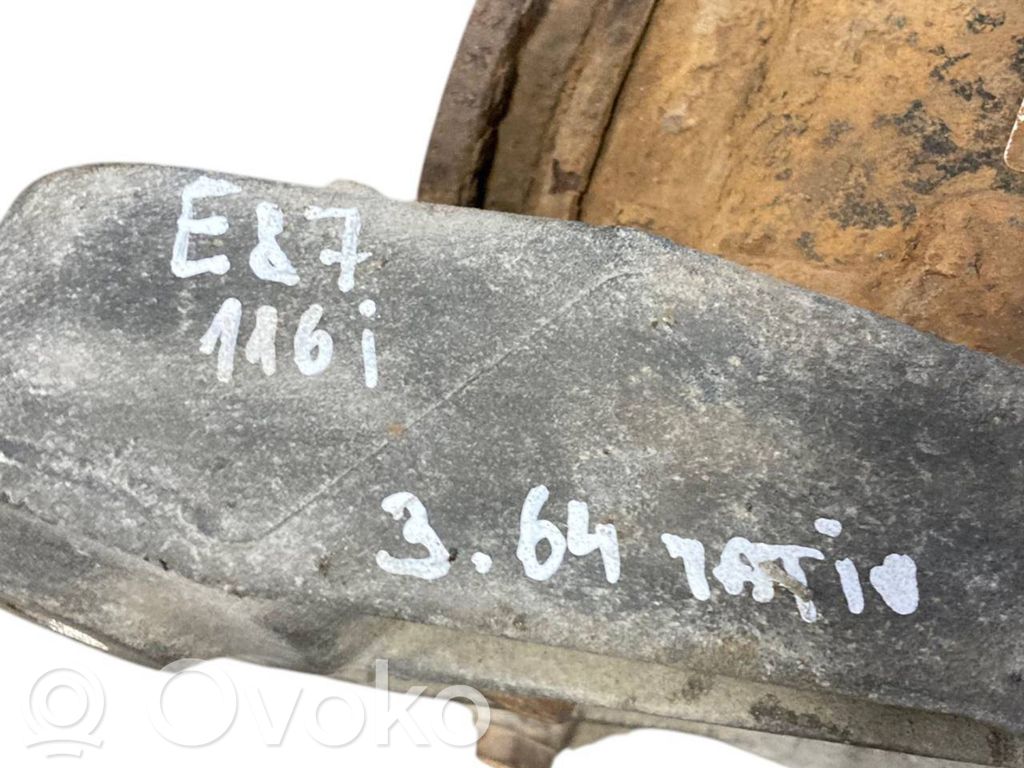 E87
116i
3.64 ratio
Ovoko